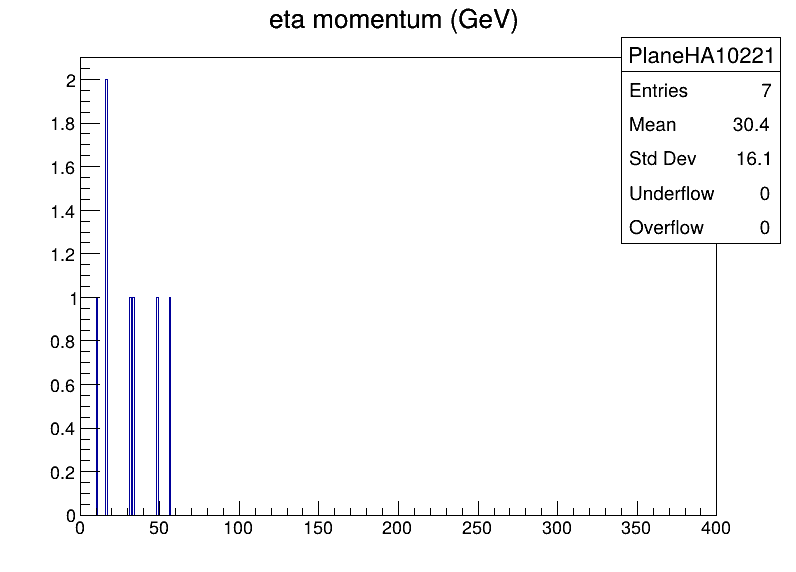 eta momentum (GeV)
PlaneHA10221
Entries 7
Mean 30.4
Std Dev 16.1
Underflow 0
Overflow 0
2
1.8
1.6
1.4
1.2
1
0.8
0.6
0.4
0.2
0
0 50 100 150 200 250 300 350 400